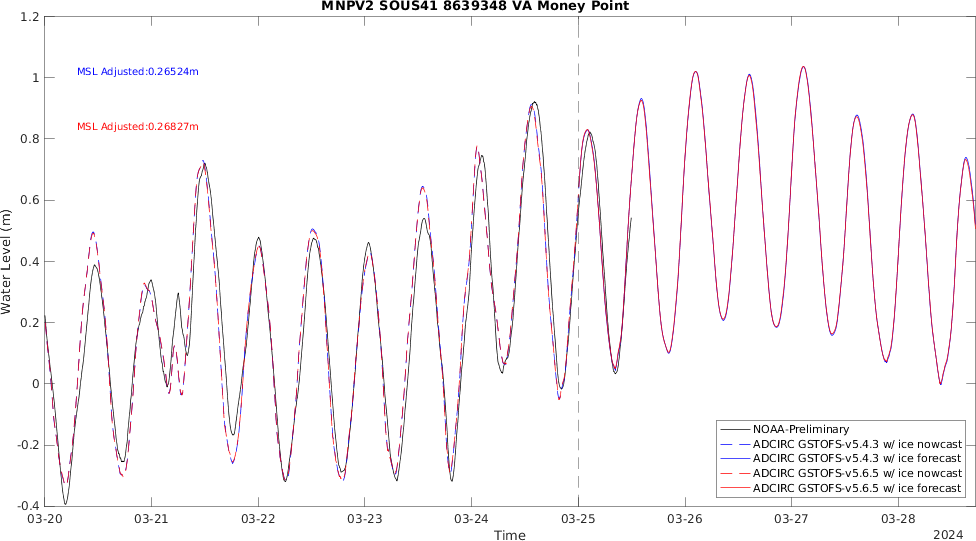 MNPV2 SOUS41 8639348 VA Money Point
1.2
1
0.8
0.6
0.4
0.2
0
-0.2
-0.4
Water Level (m)
MSL Adjusted:0.26524m
MSL Adjusted:0.26827m
NOAA-Preliminary
ADCIRC GSTOFS-v5.4.3 w/ ice nowcast
ADCIRC GSTOFS-v5.4.3 w/ ice forecast
ADCIRC GSTOFS-v5.6.5 w/ ice nowcast
ADCIRC GSTOFS-v5.6.5 w/ ice forecast
03-20 03-21 03-22 03-23 03-24 03-25 03-26 03-27 03-28
Time
2024